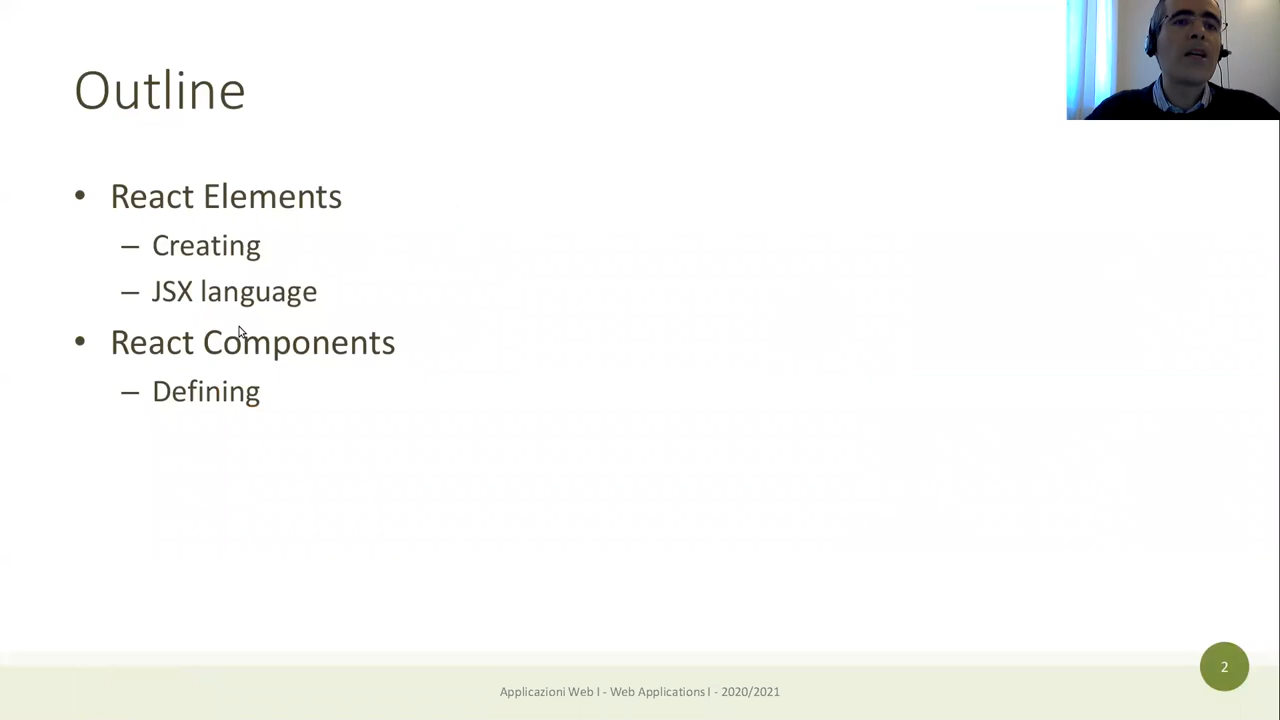 Outline
• React Elements
– Creating
– JSX language
• React Components
– Defining
Applicazioni Web I - Web Applications I - 2020/2021
2